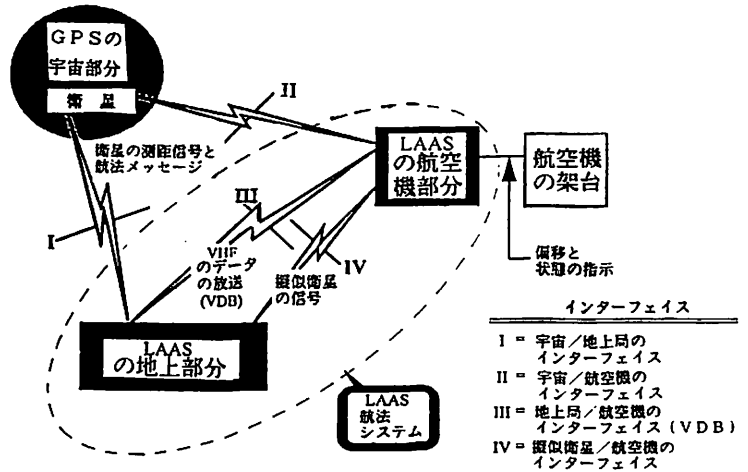 GPSの
宇宙部分
衛星
II
衛星の測距信号と
航法メッセージ
LAAS
の航空
機部分
航空機
の架台
III
I
VHF
のデータ
の放送
(VDB)
擬似衛星
の信号
IV
偏移と
状態の指示
LAAS
の地上部分
LAAS
航法
システム
インターフェイス
I = 宇宙/地上局の
インターフェイス
II = 宇宙/航空機の
インターフェイス
III = 地上局/航空機の
インターフェイス(VDB)
IV = 擬似衛星/航空機の
インターフェイス